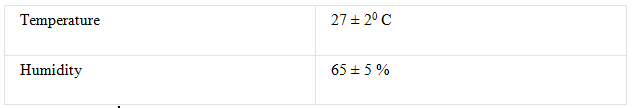 Temperature 27 ± 2⁰ C
Humidity 65 ± 5 %